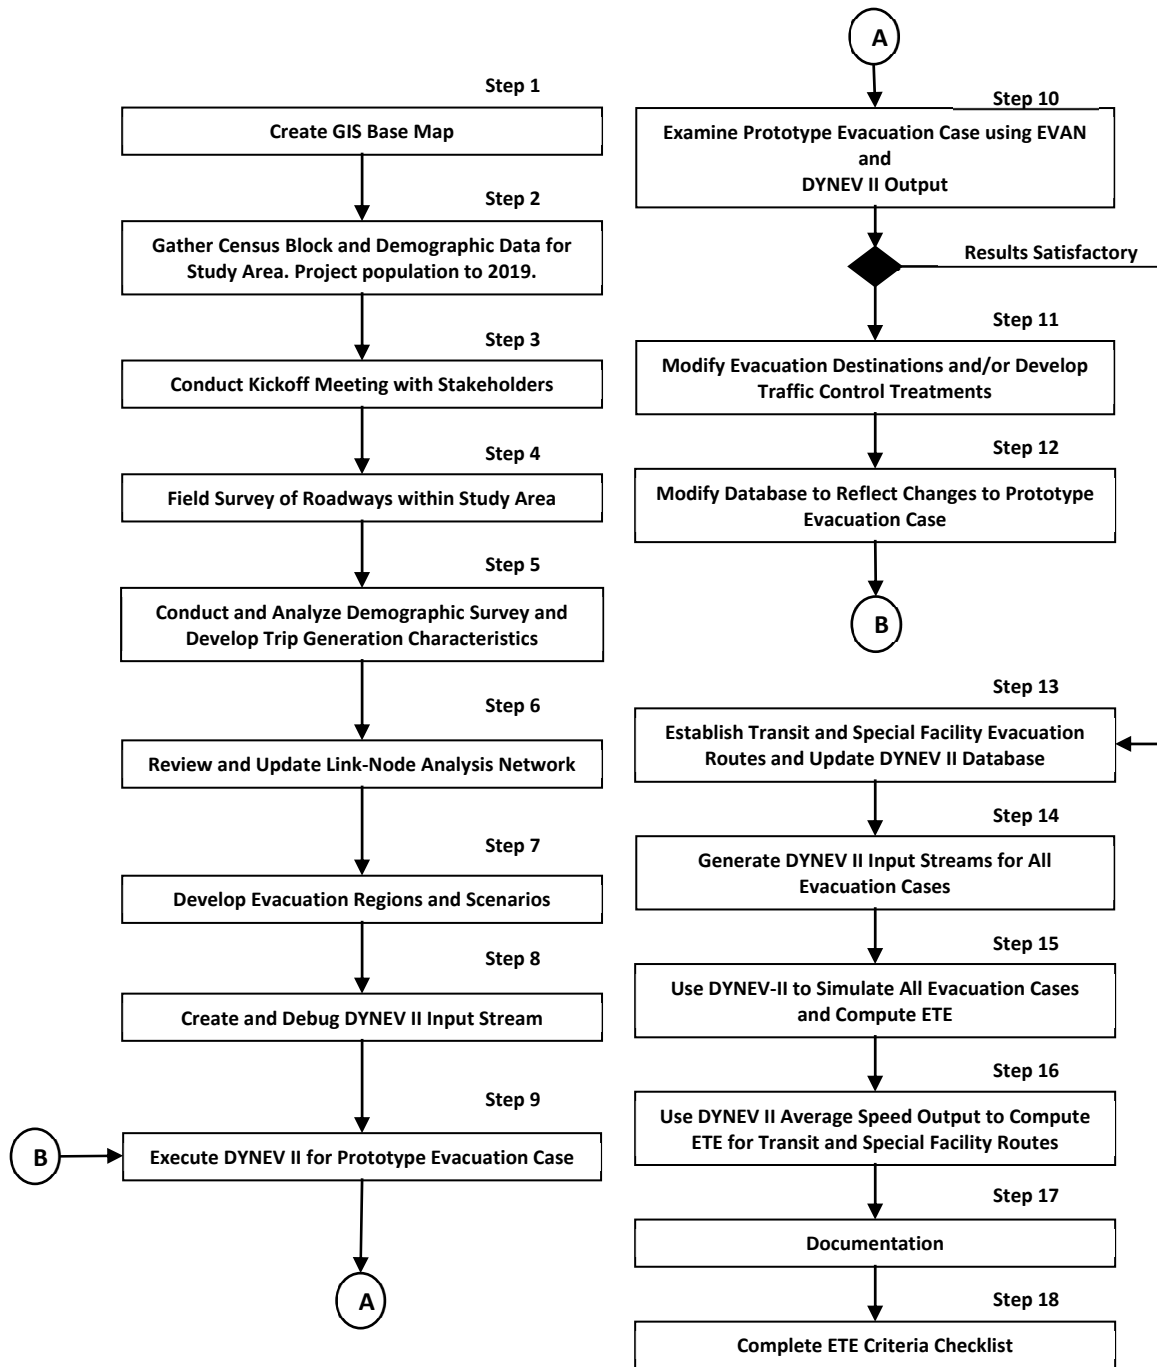 Step 1
Create GIS Base Map
Step 2
Gather Census Block and Demographic Data for
Study Area. Project population to 2019.
Step 3
Conduct Kickoff Meeting with Stakeholders
Step 4
Field Survey of Roadways within Study Area
Step 5
Conduct and Analyze Demographic Survey and
Develop Trip Generation Characteristics
Step 6
Review and Update Link-Node Analysis Network
Step 7
Develop Evacuation Regions and Scenarios
Step 8
Create and Debug DYNEV II Input Stream
Step 9
B
Execute DYNEV II for Prototype Evacuation Case
A
A
Step 10
Examine Prototype Evacuation Case using EVAN
and
DYNEV II Output
Results Satisfactory
Step 11
Modify Evacuation Destinations and/or Develop
Traffic Control Treatments
Step 12
Modify Database to Reflect Changes to Prototype
Evacuation Case
B
Step 13
Establish Transit and Special Facility Evacuation
Routes and Update DYNEV II Database
Step 14
Generate DYNEV II Input Streams for All
Evacuation Cases
Step 15
Use DYNEV-II to Simulate All Evacuation Cases
and Compute ETE
Step 16
Use DYNEV II Average Speed Output to Compute
ETE for Transit and Special Facility Routes
Step 17
Documentation
Step 18
Complete ETE Criteria Checklist